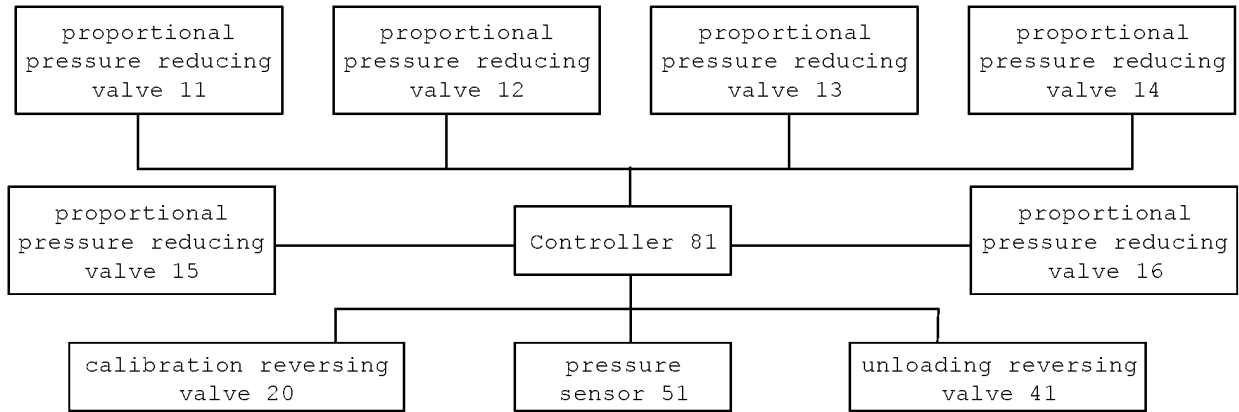 proportional
pressure reducing
valve 11
proportional
pressure reducing
valve 12
proportional
pressure reducing
valve 13
proportional
pressure reducing
valve 14
proportional
pressure reducing
valve 15
Controller 81
proportional
pressure reducing
valve 16
calibration reversing
valve 20
pressure
sensor 51
unloading reversing
valve 41